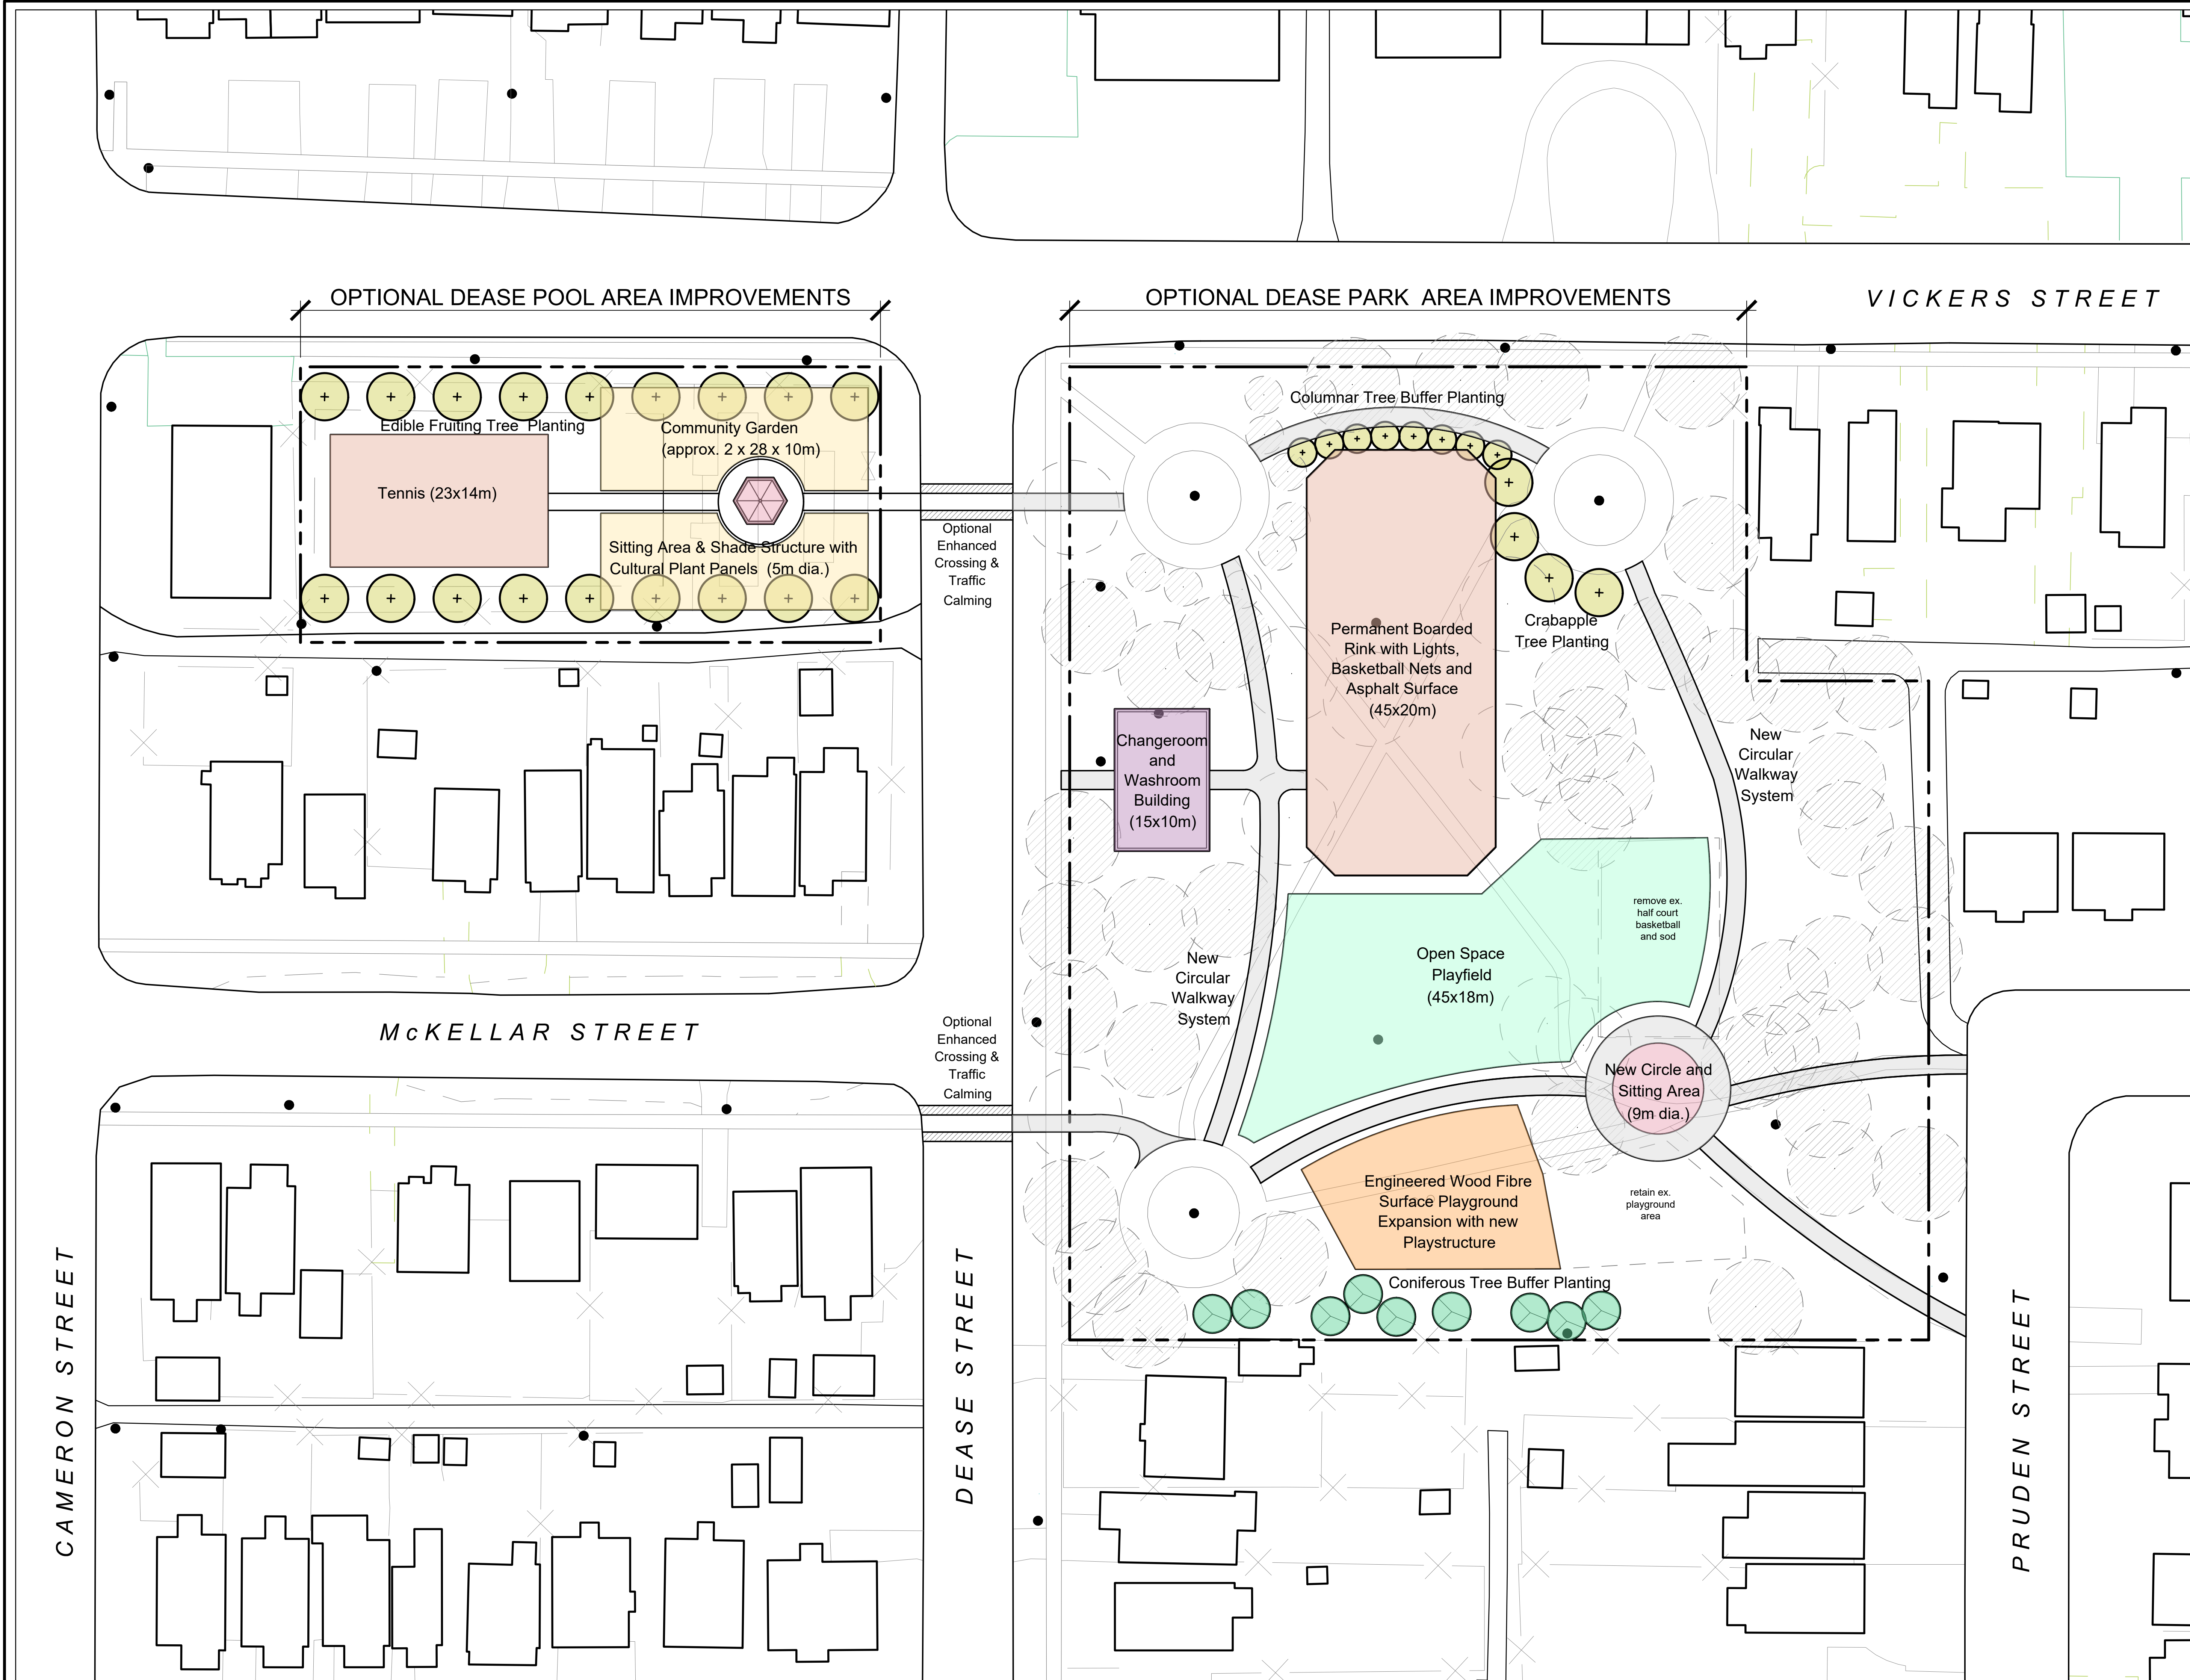 OPTIONAL DEASE POOL AREA IMPROVEMENTS
OPTIONAL DEASE PARK AREA IMPROVEMENTS
VICKERS STREET
Edible Fruiting Tree Planting
Community Garden
(approx. 2 x 28 x 10m)
Tennis (23x14m)
Sitting Area & Shade Structure with
Cultural Plant Panels (5m dia.)
Optional
Enhanced
Crossing &
Traffic
Calming
Columnar Tree Buffer Planting
Crabapple
Tree Planting
Permanent Boarded
Rink with Lights,
Basketball Nets and
Asphalt Surface
(45x20m)
Changeroom
and
Washroom
Building
(15x10m)
New
Circular
Walkway
System
remove ex.
half court
basketball
and sod
Open Space
Playfield
(45x18m)
New
Circular
Walkway
System
McKELLAR STREET
Optional
Enhanced
Crossing &
Traffic
Calming
New Circle and
Sitting Area
(9m dia.)
Engineered Wood Fibre
Surface Playground
Expansion with new
Playstructure
retain ex.
playground
area
Coniferous Tree Buffer Planting
CAMERON STREET
DEASE STREET
PRUDEN STREET